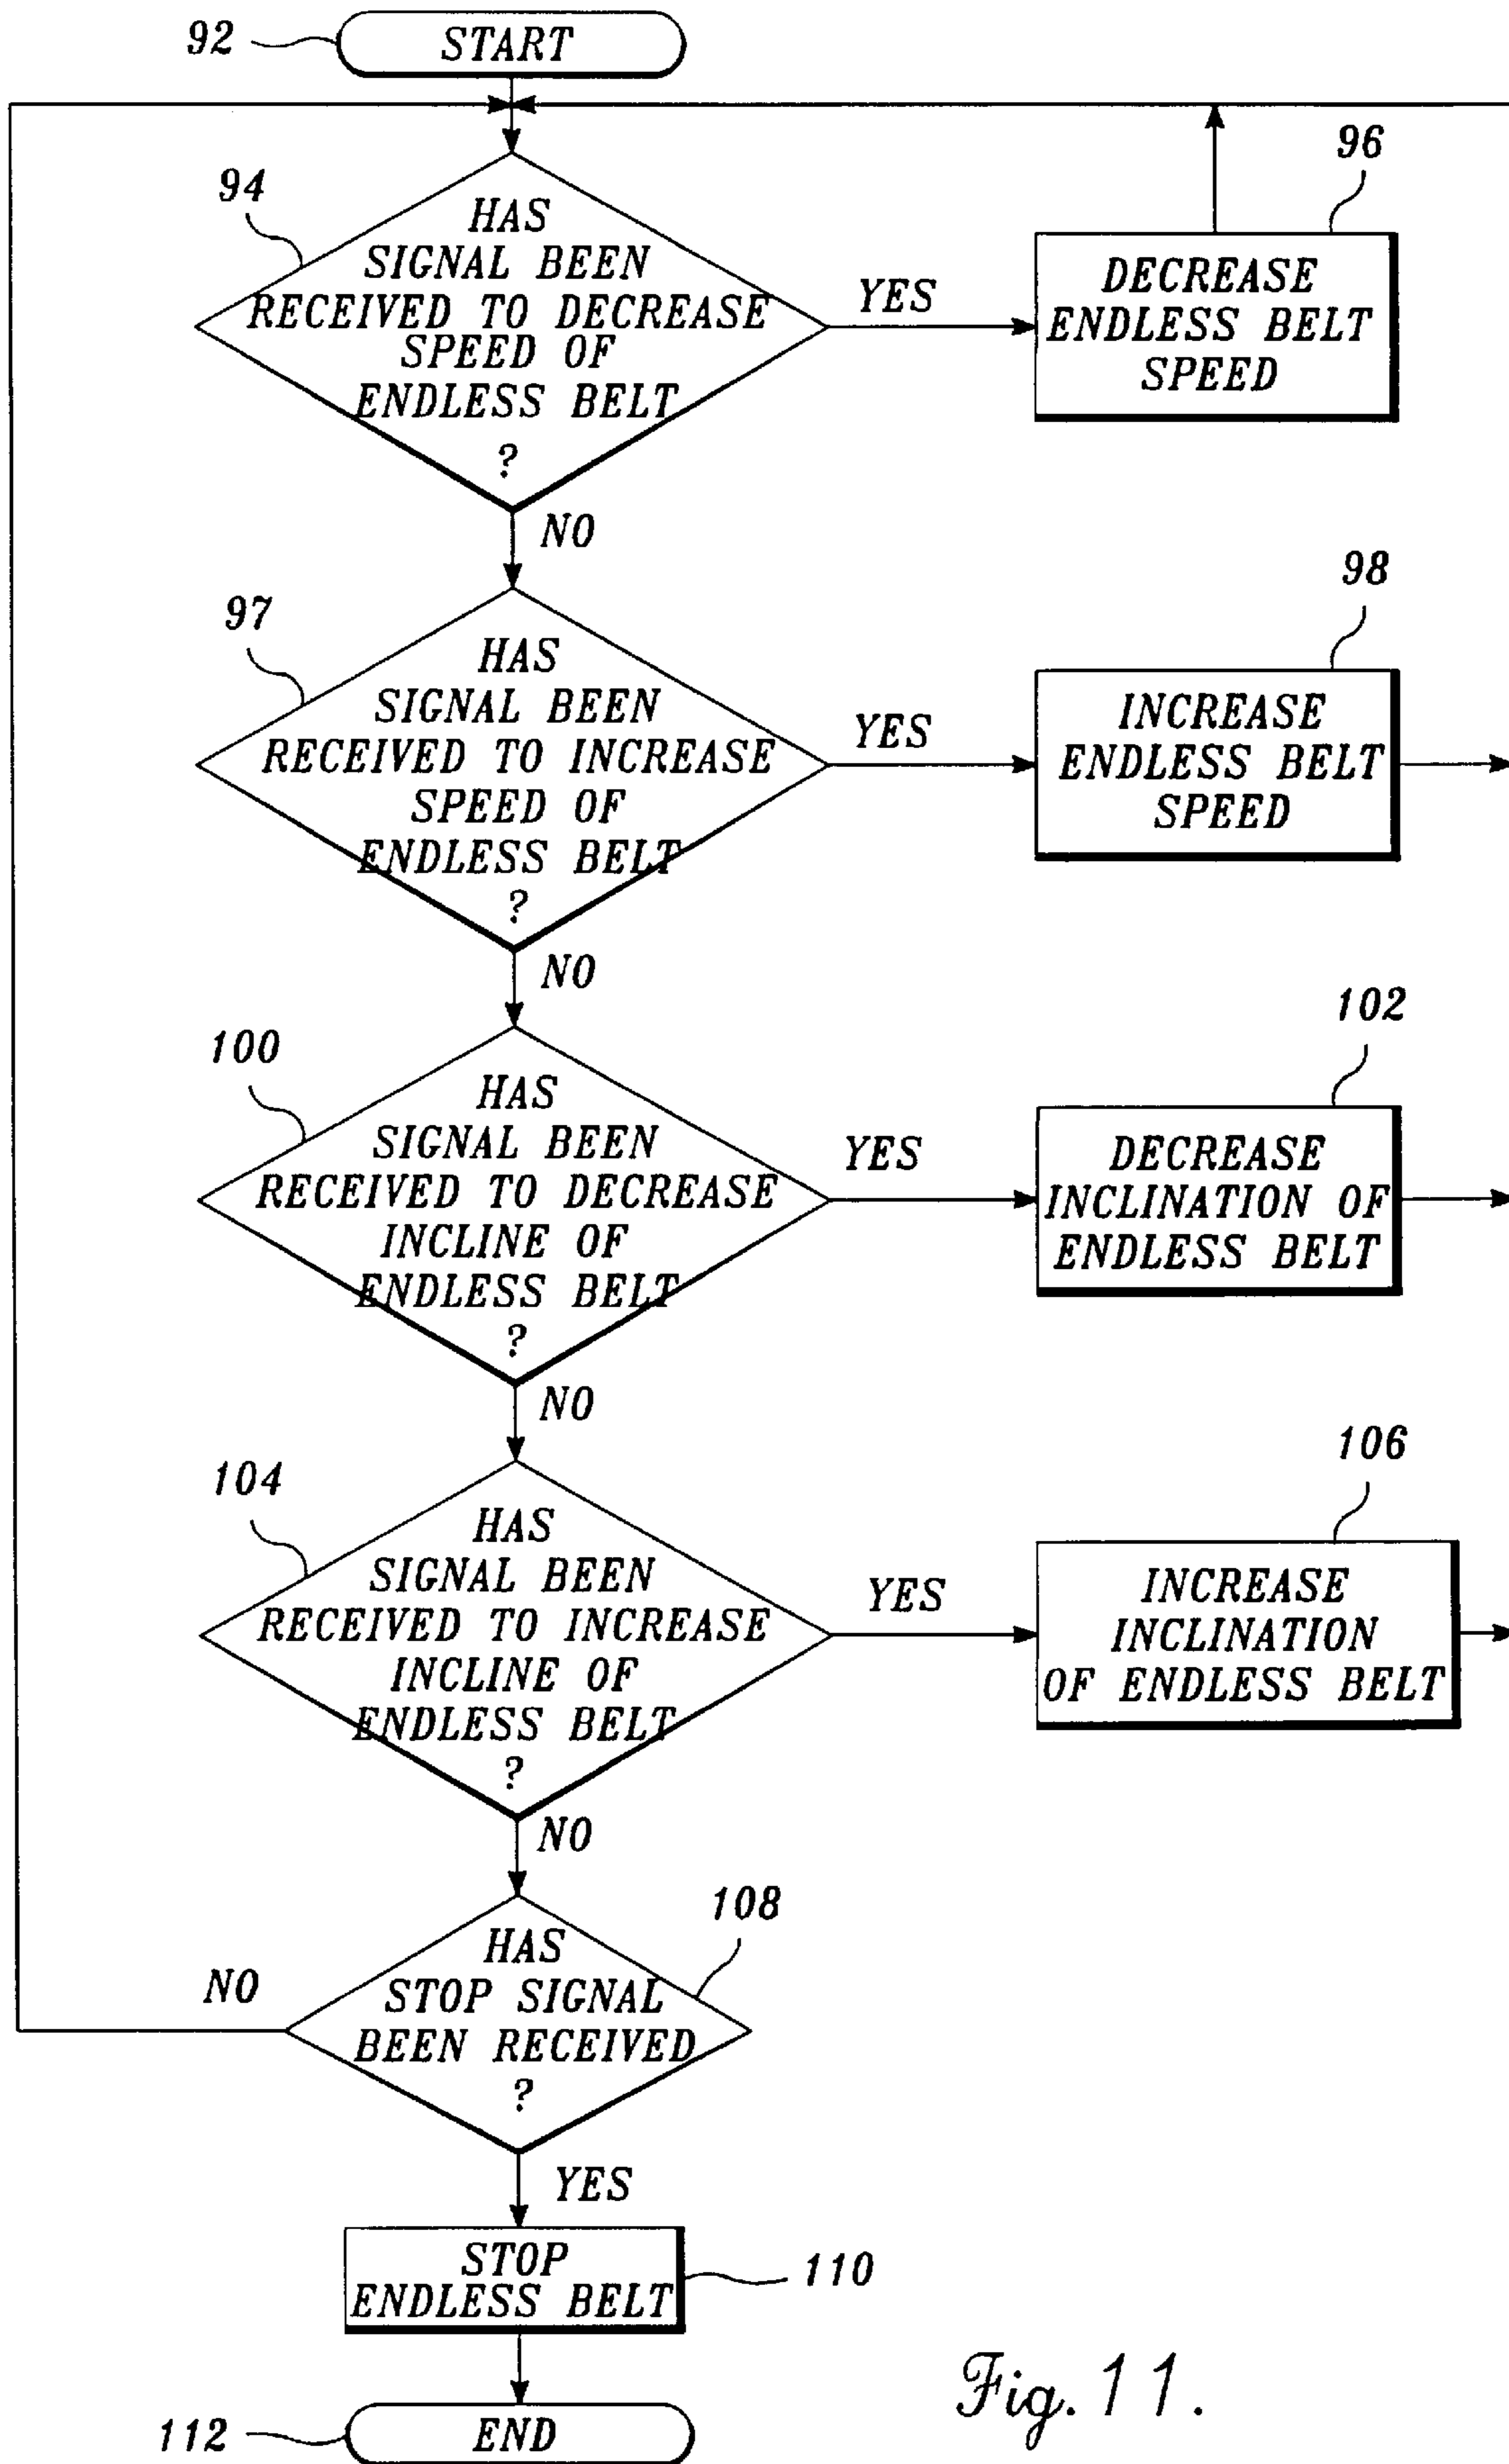 92
START
94
HAS
SIGNAL BEEN
RECEIVED TO DECREASE
SPEED OF
ENDLESS BELT
?
YES
96
DECREASE
ENDLESS BELT
SPEED
NO
97
HAS
SIGNAL BEEN
RECEIVED TO INCREASE
SPEED OF
ENDLESS BELT
?
YES
98
INCREASE
ENDLESS BELT
SPEED
NO
100
HAS
SIGNAL BEEN
RECEIVED TO DECREASE
INCLINE OF
ENDLESS BELT
?
YES
102
DECREASE
INCLINATION OF
ENDLESS BELT
NO
104
HAS
SIGNAL BEEN
RECEIVED TO INCREASE
INCLINE OF
ENDLESS BELT
?
YES
106
INCREASE
INCLINATION
OF ENDLESS BELT
NO
108
HAS
STOP SIGNAL
BEEN RECEIVED
?
NO
YES
STOP
ENDLESS BELT
110
112
END
Fig. 11.